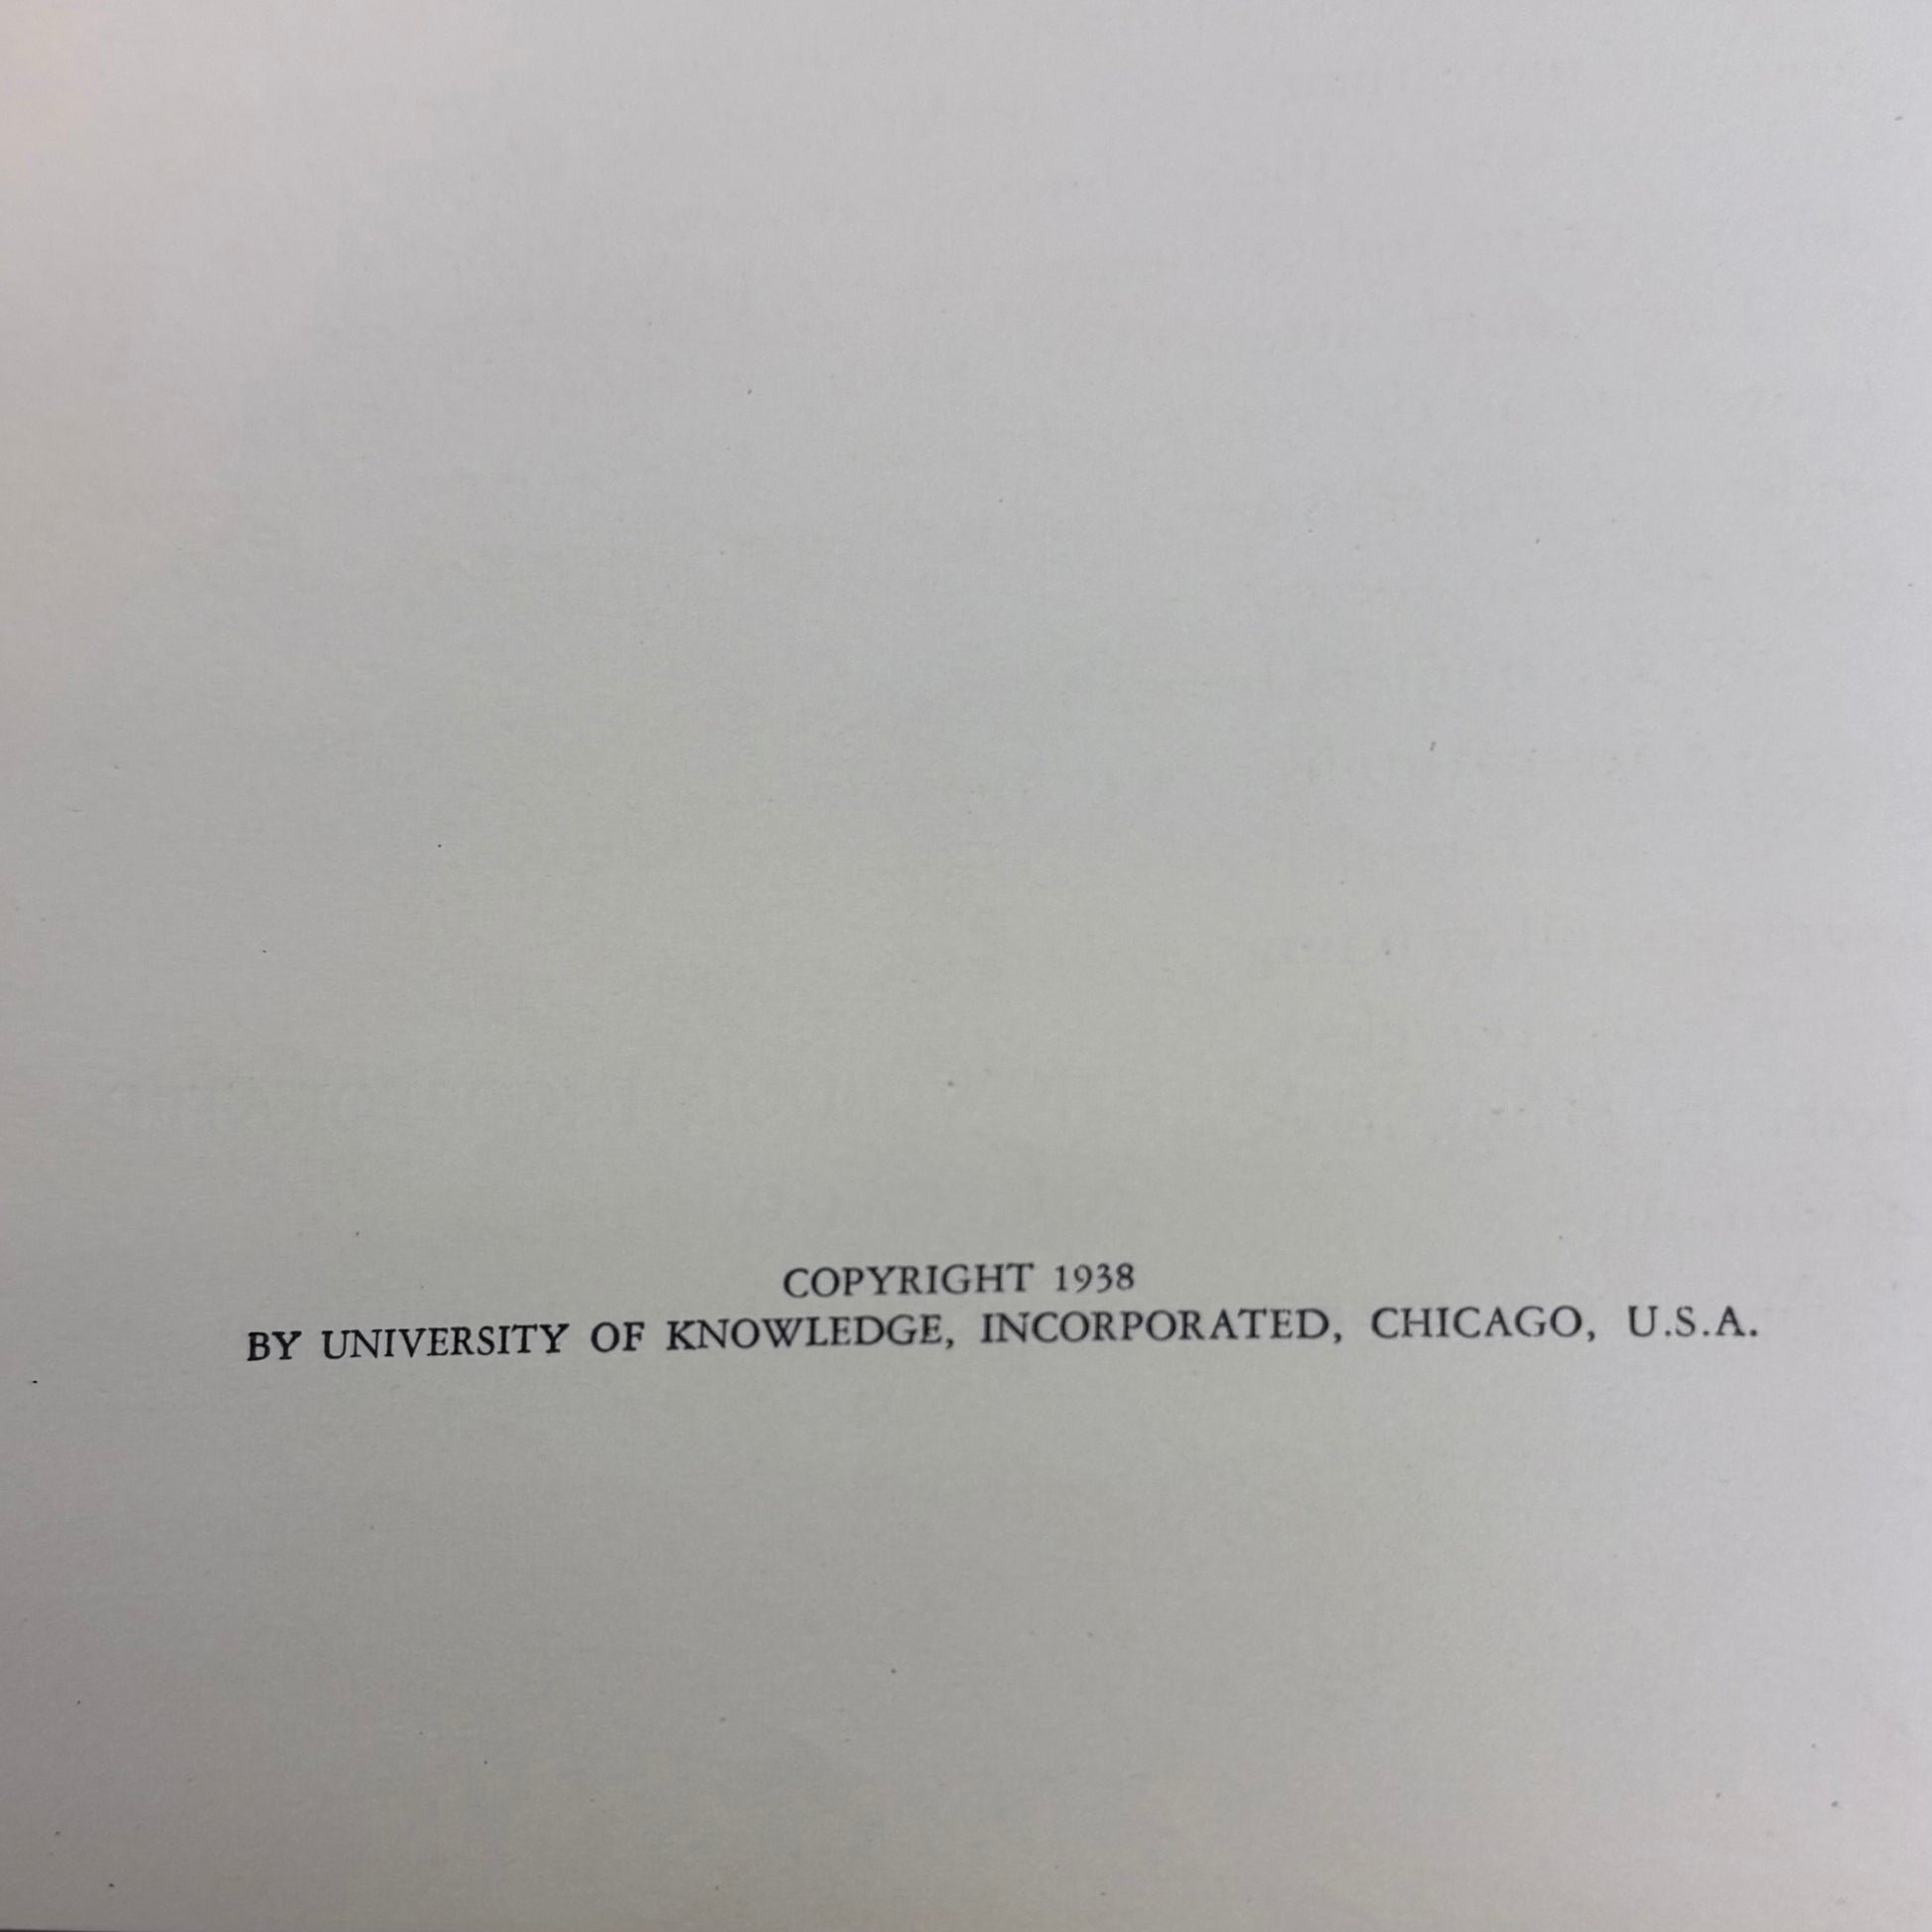 COPYRIGHT 1938
BY UNIVERSITY OF KNOWLEDGE, INCORPORATED, CHICAGO, U.S.A.